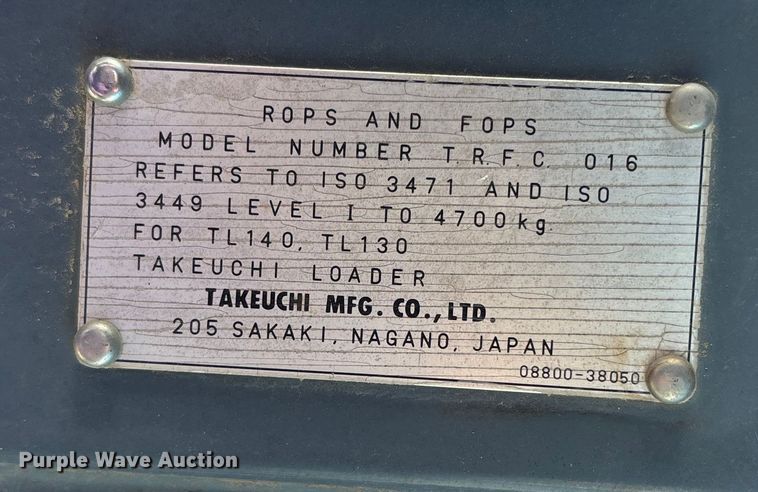 ROPS AND FOPS
MODEL NUMBER T.R.F.C. 016
REFERS TO ISO 3471 AND ISO
3449 LEVEL I TO 4700kg.
FOR TL140, TL130
TAKEUCHI LOADER
TAKEUCHI MFG. CO., LTD.
205 SAKAKI, NAGANO, JAPAN
08800-38050
Purple Wave Auction